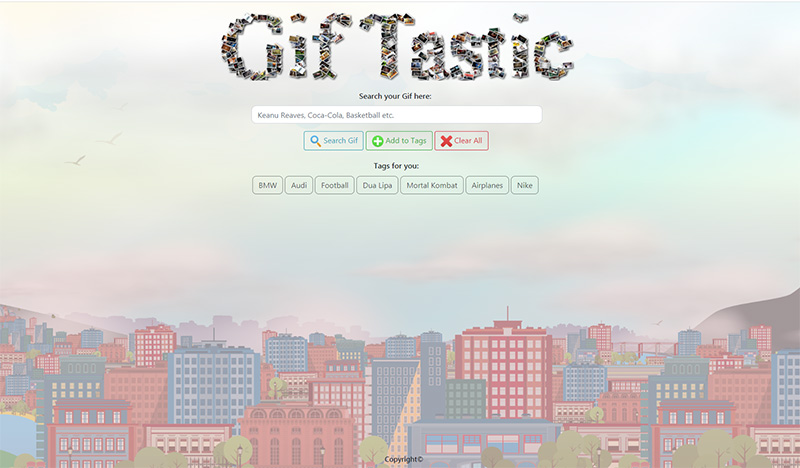 GifTastic
Search your Gif here:
Keanu Reaves, Coca-Cola, Basketball etc.
Search Gif Add to Tags Clear All
Tags for you:
BMW Audi Football Dua Lipa Mortal Kombat Airplanes Nike
Copyright©